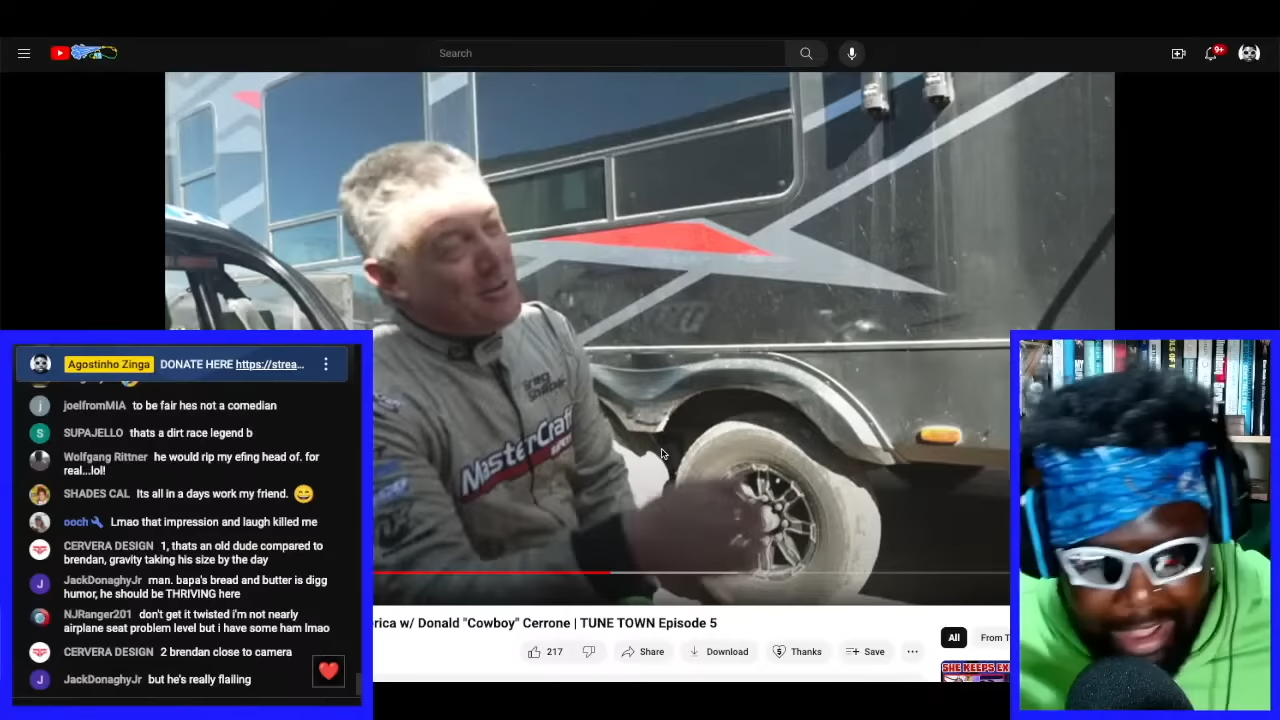 Search
9+
MasterCraft
Agostinho Zinga DONATE HERE https://strea...
joelfromMIA to be fair hes not a comedian
SUPAJELLO thats a dirt race legend b
Wolfgang Rittner he would rip my efing head of. for
real...lol!
SHADES CAL Its all in a days work my friend.
ooch Lmao that impression and laugh killed me
CERVERA DESIGN 1, thats an old dude compared to
brendan, gravity taking his size by the day
JackDonaghyJr man. bapa's bread and butter is digg
humor, he should be THRIVING here
NJRanger201 don't get it twisted i'm not nearly
airplane seat problem level but i have some ham lmao
CERVERA DESIGN 2 brendan close to camera
JackDonaghyJr but he's really flailing
rica w/ Donald "Cowboy" Cerrone | TUNE TOWN Episode 5
217 Share Download Thanks Save
All From T
SHE KEEPS EX